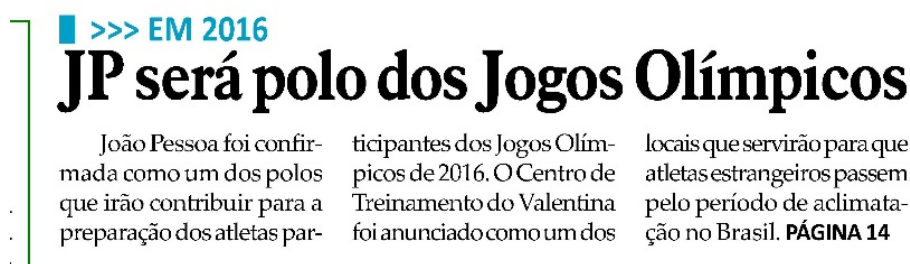 >>> EM 2016
JP será polo dos Jogos Olímpicos
João Pessoa foi confir-
mada como um dos polos
que irão contribuir para a
preparação dos atletas par-
ticipantes dos Jogos Olím-
picos de 2016. O Centro de
Treinamento do Valentina
foi anunciado como um dos
locais que servirão para que
atletas estrangeiros passem
pelo período de aclimata-
ção no Brasil. PÁGINA 14